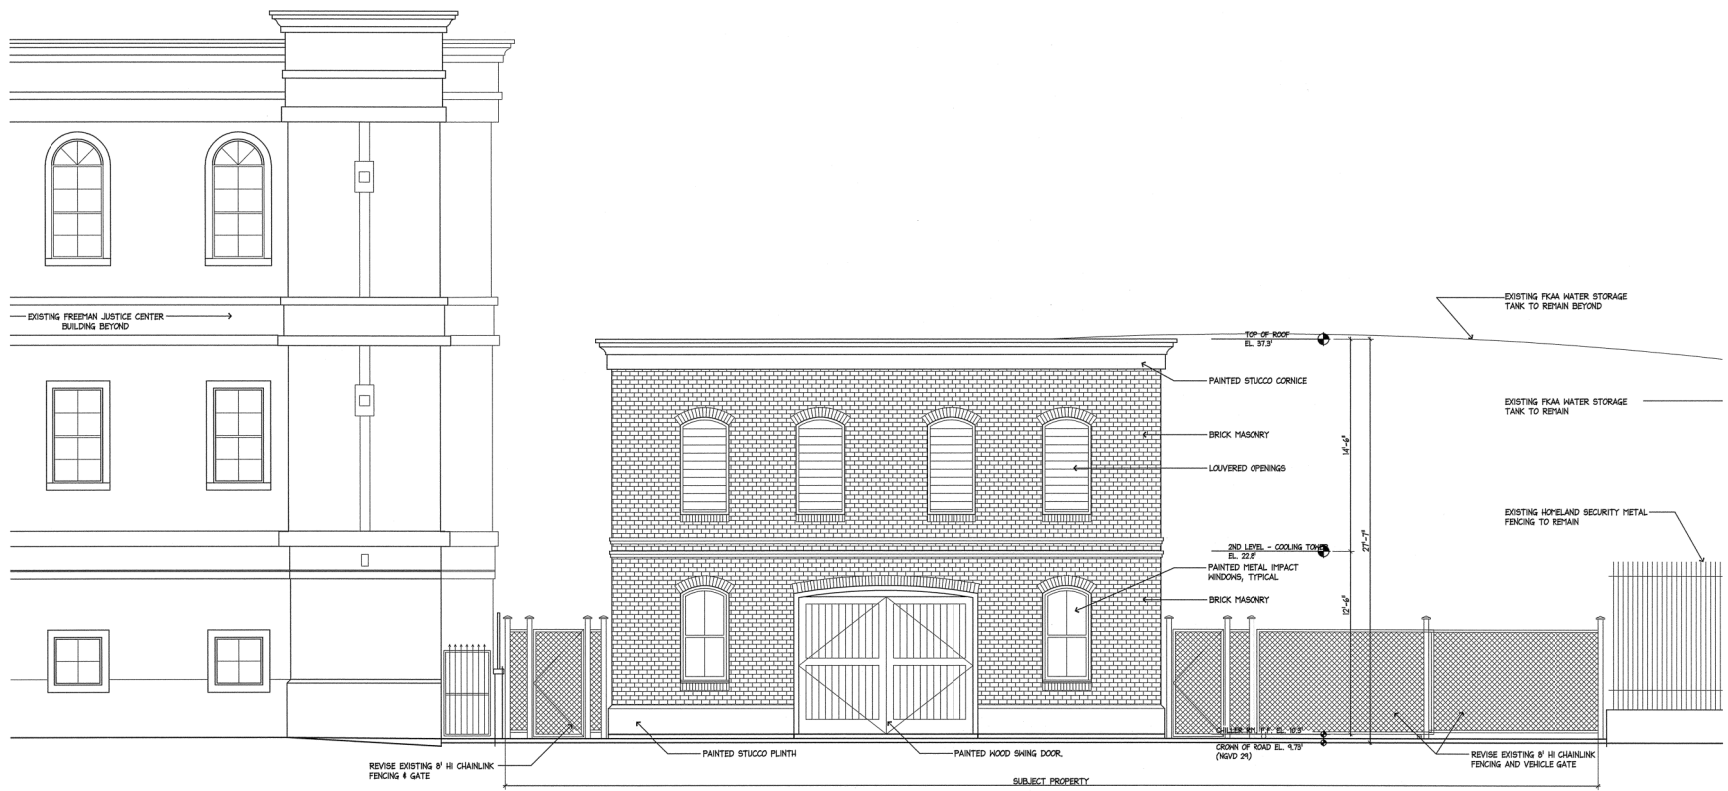 EXISTING FREEMAN JUSTICE CENTER
BUILDING BEYOND
EXISTING FKAA WATER STORAGE
TANK TO REMAIN BEYOND
TOP OF ROOF
EL. 37.3'
PAINTED STUCCO CORNICE
EXISTING FKAA WATER STORAGE
TANK TO REMAIN
BRICK MASONRY
14'-6"
LOUVERED OPENINGS
EXISTING HOMELAND SECURITY METAL
FENCING TO REMAIN
27'-7"
2ND LEVEL - COOLING TOWER
EL. 22.8'
PAINTED METAL IMPACT
WINDOWS, TYPICAL
BRICK MASONRY
12'-6"
CHILLER RM. F.F. EL. 10.3'
CROWN OF ROAD EL. 9.73'
(NGVD 29)
PAINTED STUCCO PLINTH
PAINTED WOOD SWING DOOR.
REVISE EXISTING 8' HI CHAINLINK
FENCING & GATE
REVISE EXISTING 8' HI CHAINLINK
FENCING AND VEHICLE GATE
SUBJECT PROPERTY